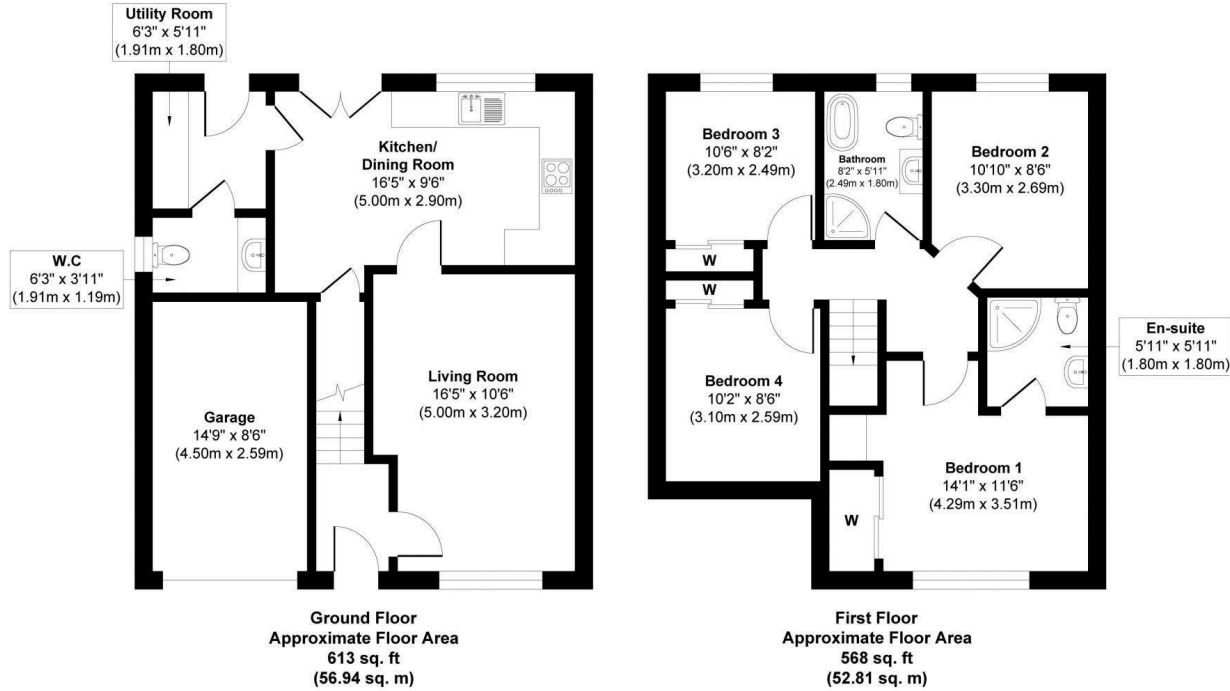 Utility Room
6'3" x 5'11"
(1.91m x 1.80m)
Kitchen/
Dining Room
16'5" x 9'6"
(5.00m x 2.90m)
W.C
6'3" x 3'11"
(1.91m x 1.19m)
Living Room
16'5" x 10'6"
(5.00m x 3.20m)
Garage
14'9" x 8'6"
(4.50m x 2.59m)
Ground Floor
Approximate Floor Area
613 sq. ft
(56.94 sq. m)
Bedroom 3
10'6" x 8'2"
(3.20m x 2.49m)
Bathroom
8'2" x 5'11"
(2.49m x 1.80m)
Bedroom 2
10'10" x 8'6"
(3.30m x 2.69m)
W
W
En-suite
5'11" x 5'11"
(1.80m x 1.80m)
Bedroom 4
10'2" x 8'6"
(3.10m x 2.59m)
Bedroom 1
14'1" x 11'6"
(4.29m x 3.51m)
W
First Floor
Approximate Floor Area
568 sq. ft
(52.81 sq. m)